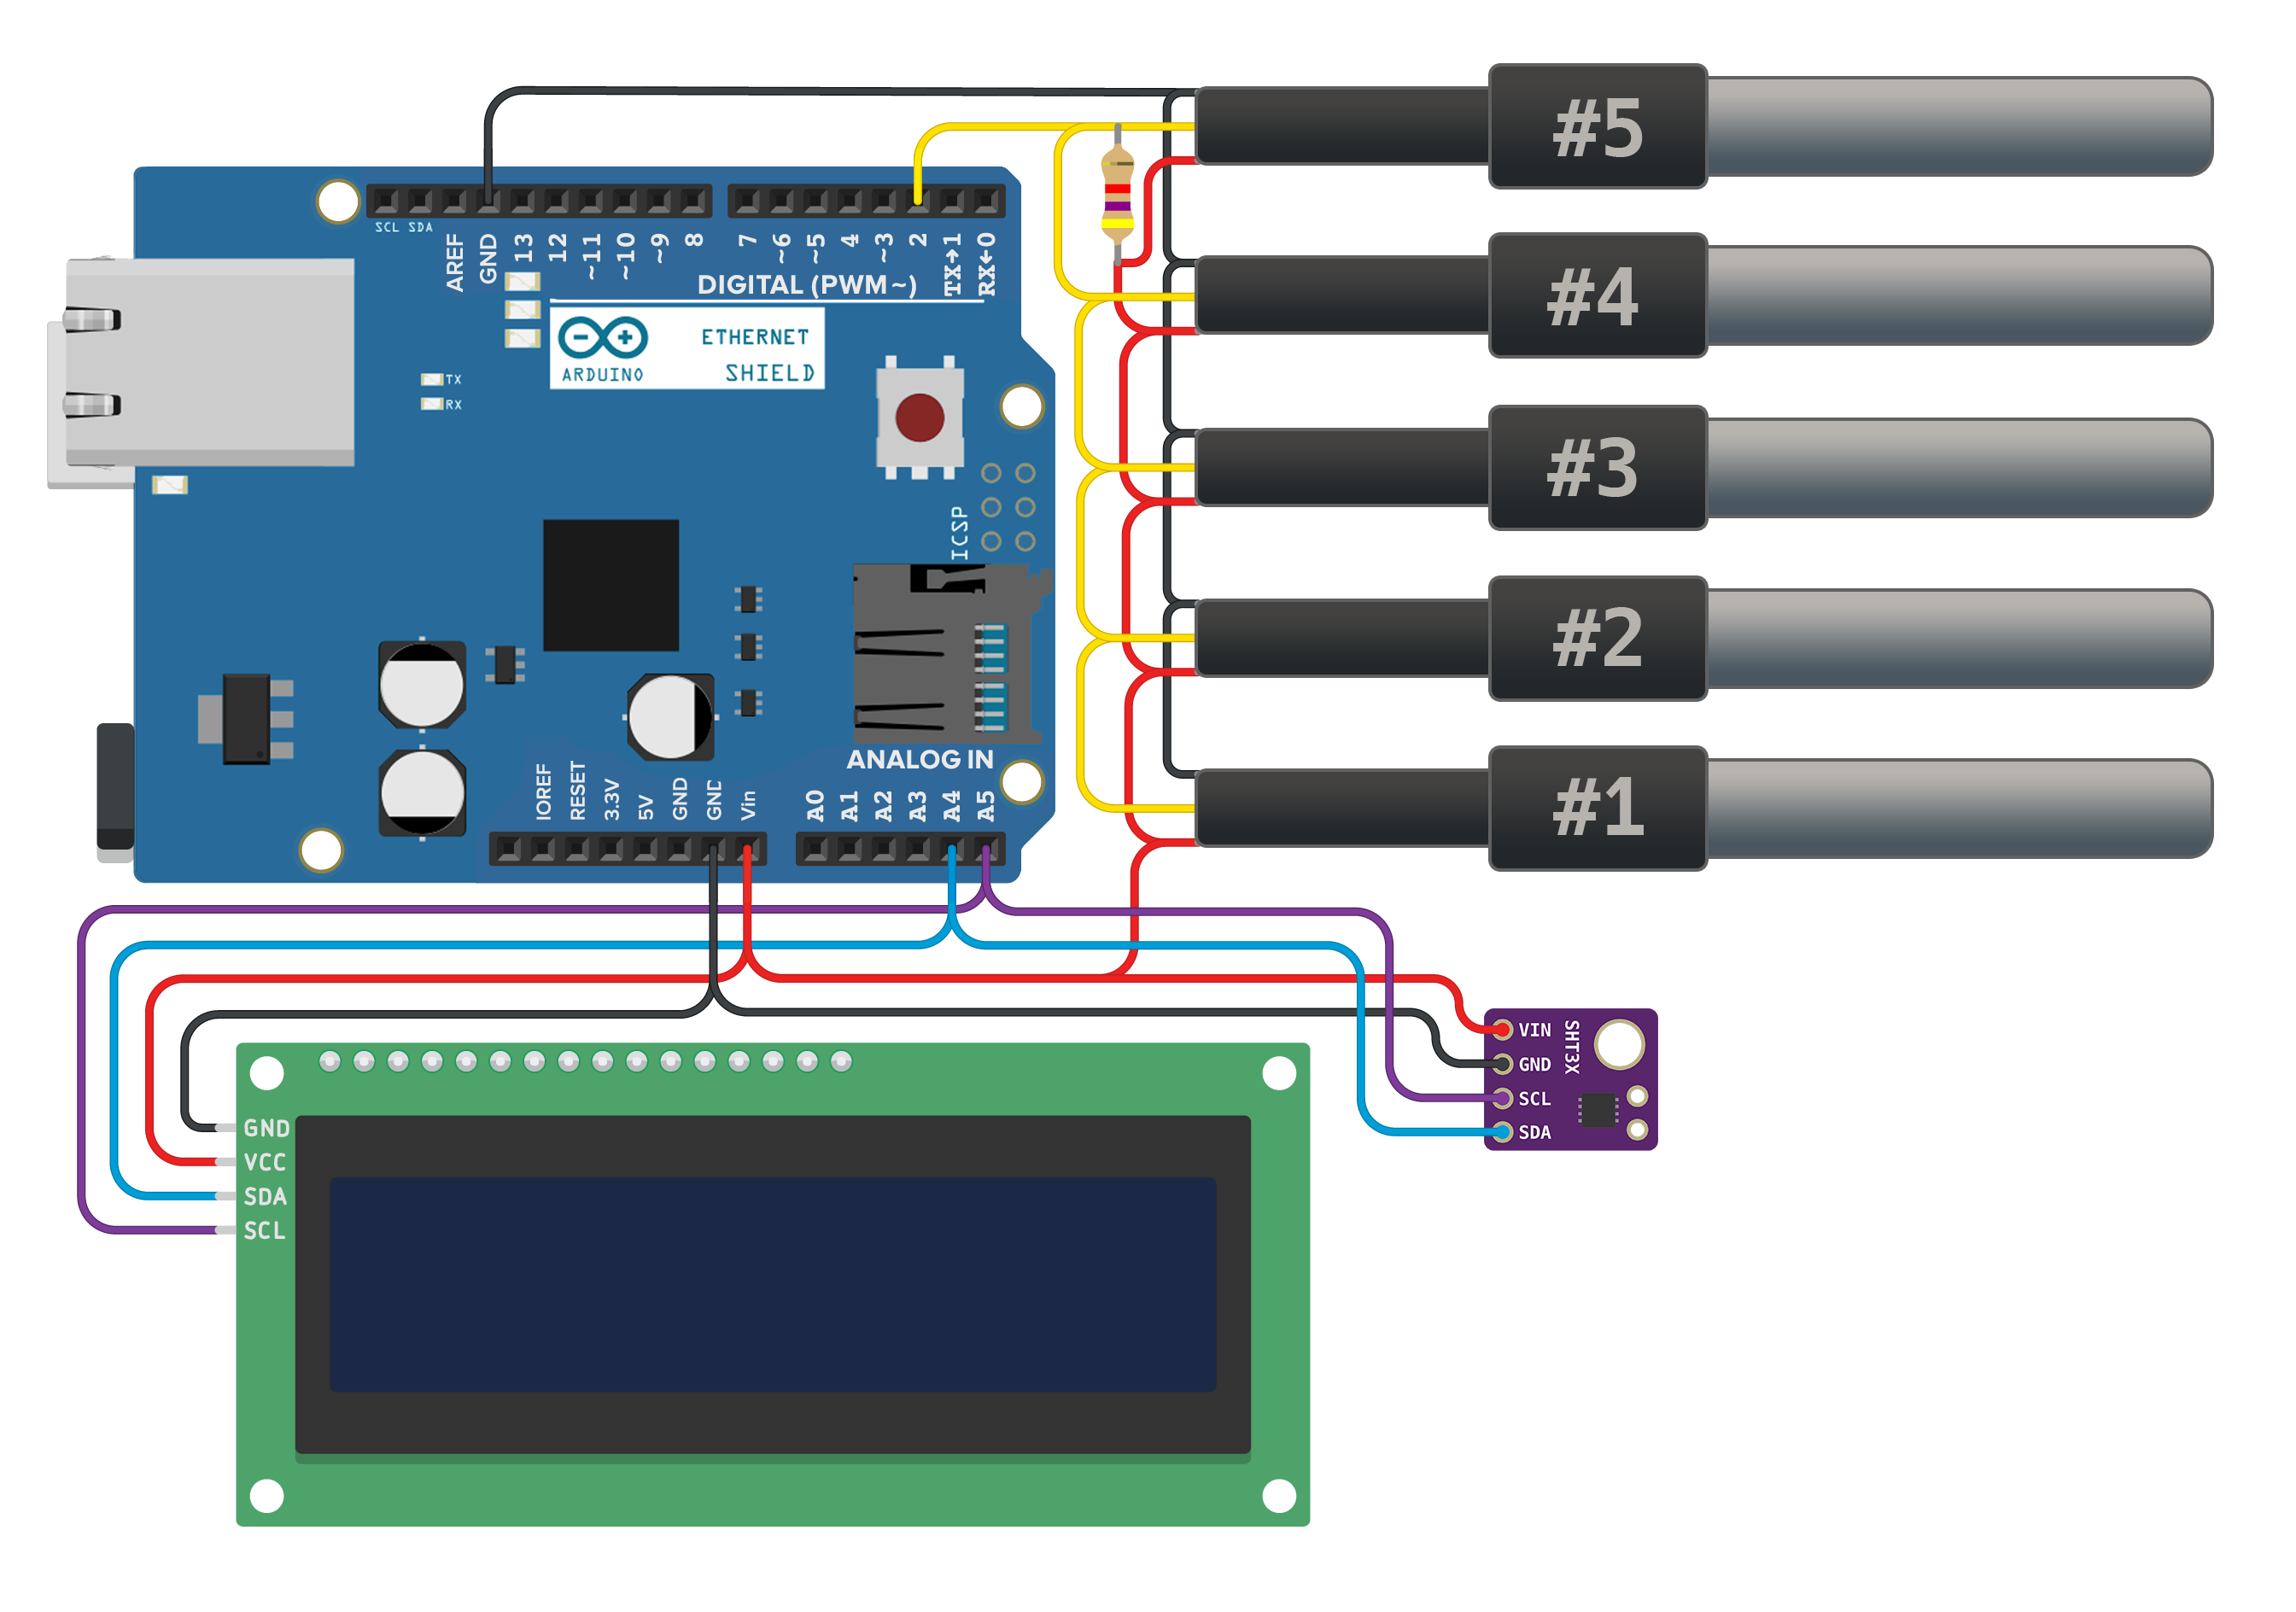 #5
SCL SDA
AREF
GND
13
12
~11
~10
~9
8
7
~6
~5
4
~3
2
TX→1
RX←0
DIGITAL (PWM~)
#4
ETHERNET
SHIELD
ARDUINO
TX
RX
#3
ICSP
#2
ANALOG IN
IOREF
RESET
3.3V
5V
GND
GND
Vin
A0
A1
A2
A3
A4
A5
#1
VIN
GND
SCL
SDA
SHT3X
GND
VCC
SDA
SCL